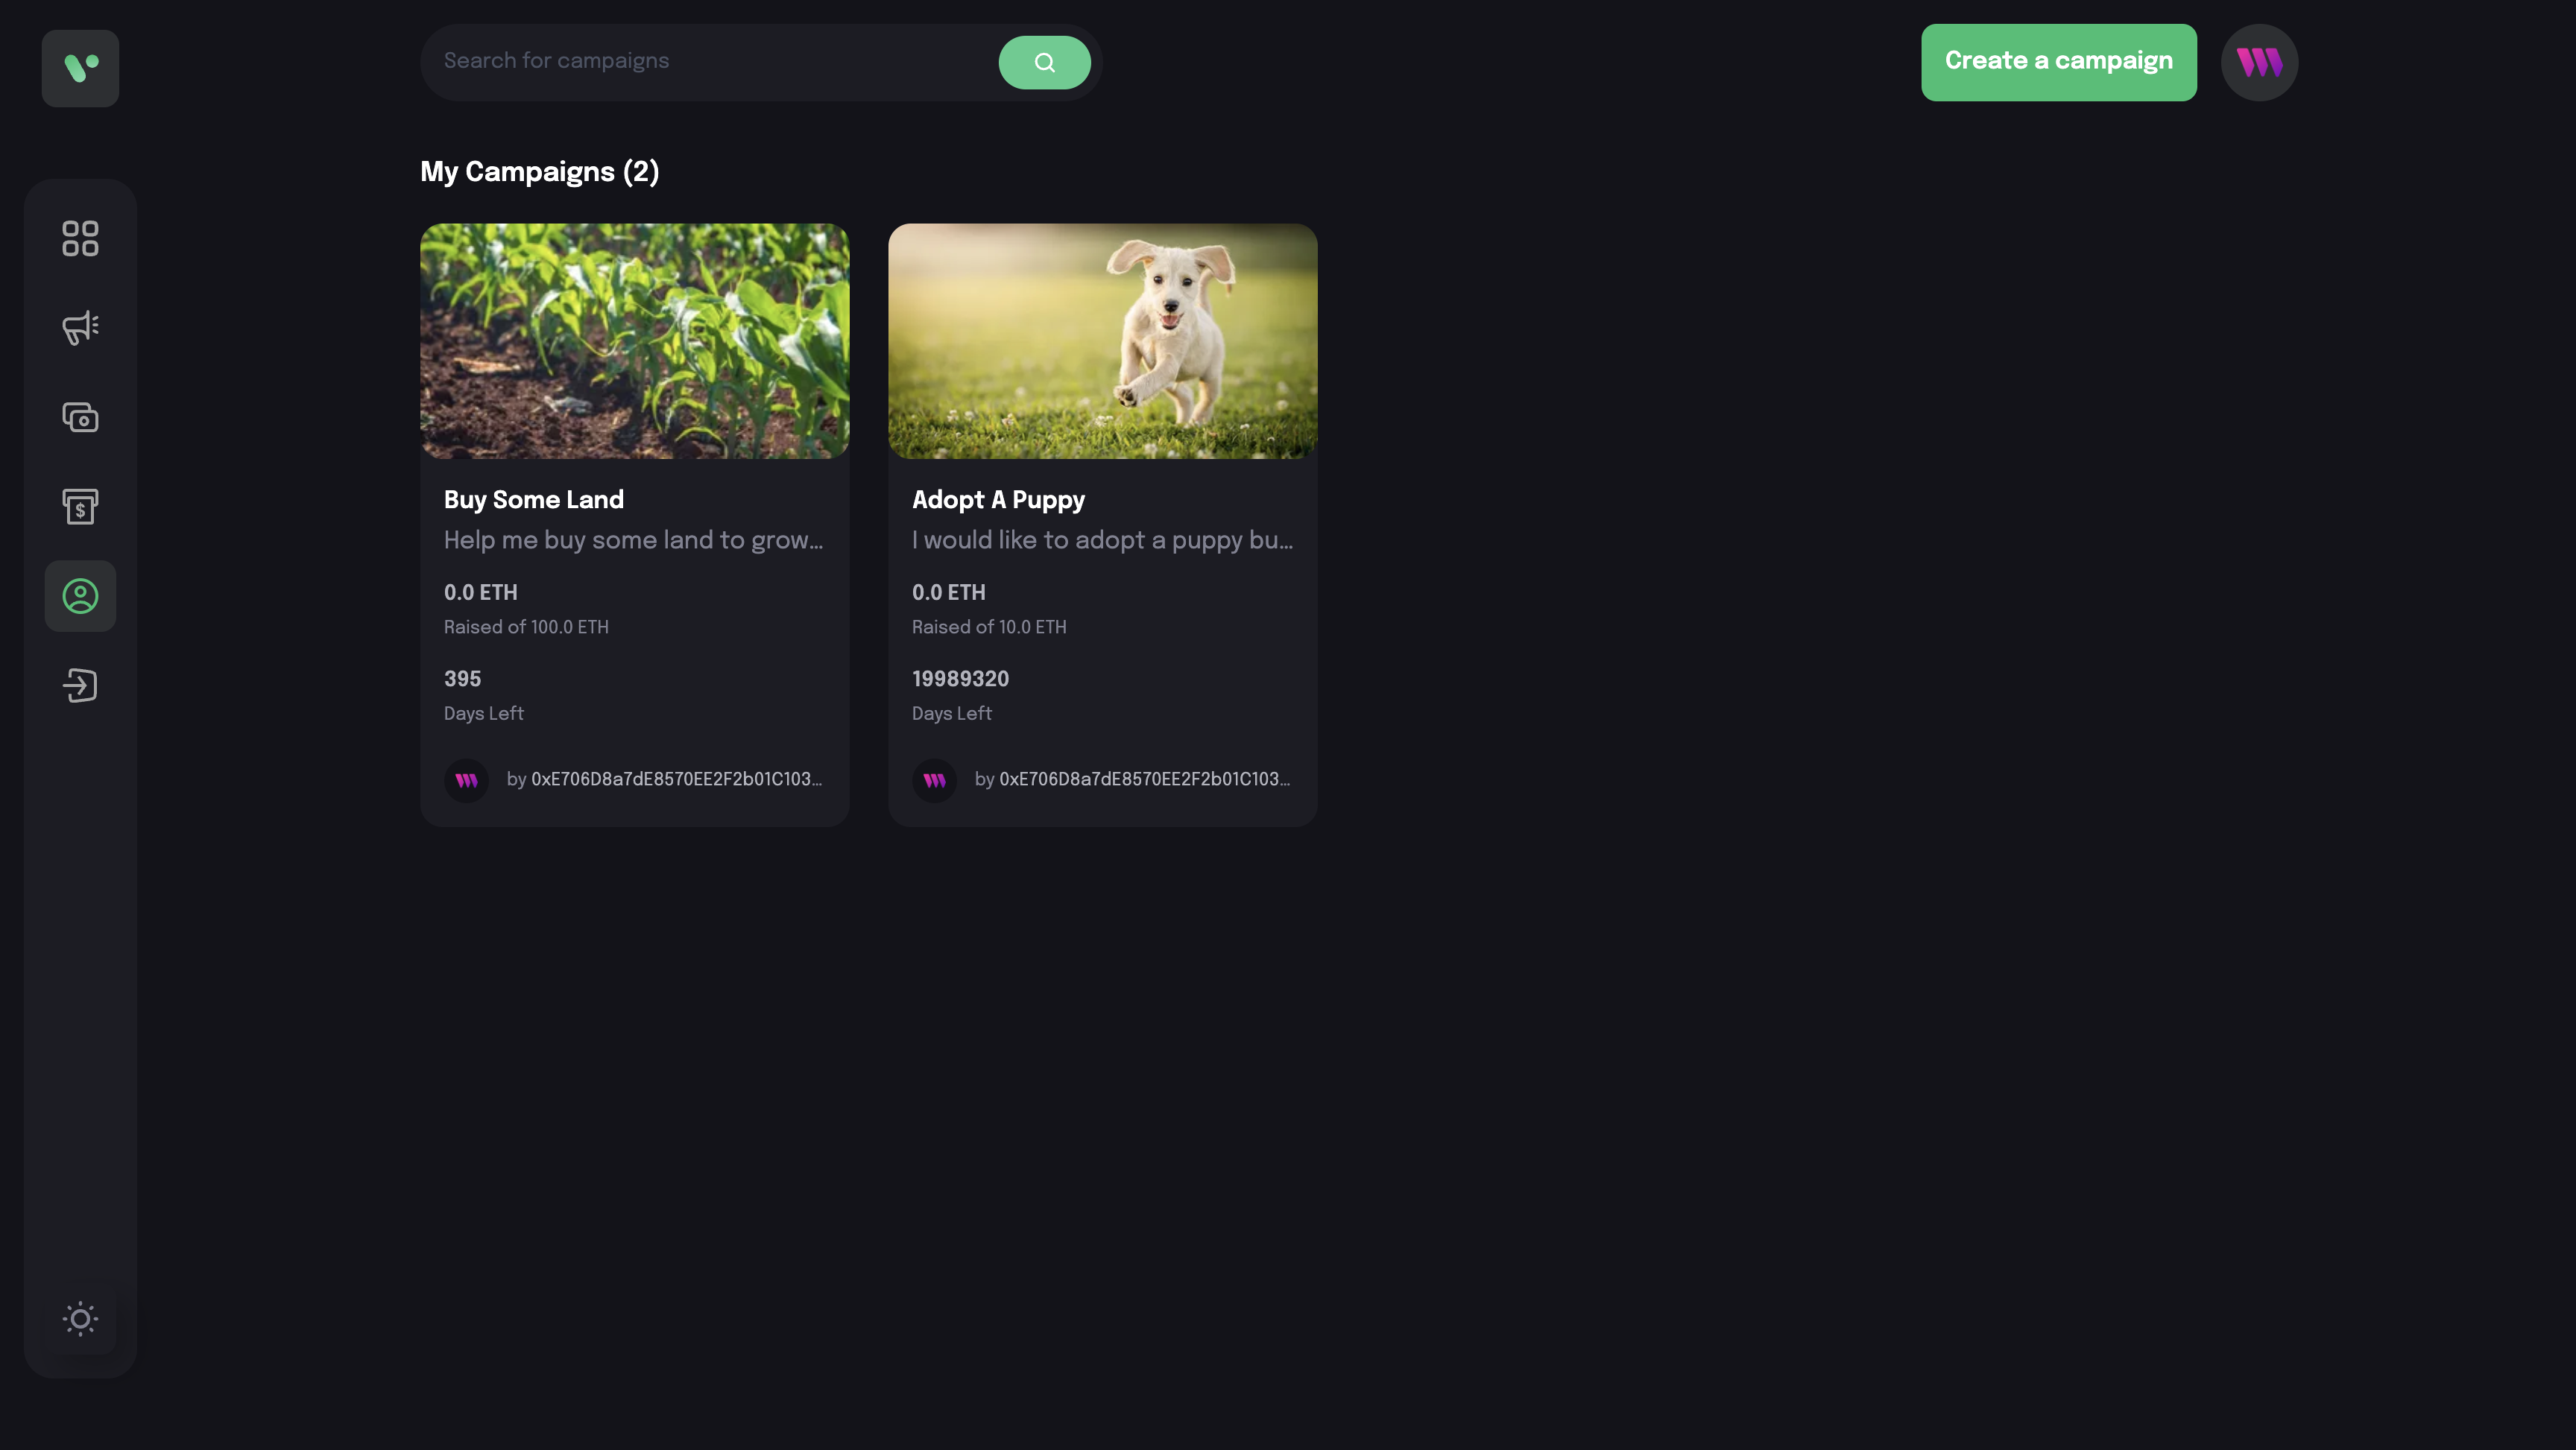 Search for campaigns
Create a campaign
My Campaigns (2)
Buy Some Land
Help me buy some land to grow...
0.0 ETH
Raised of 100.0 ETH
395
Days Left
by 0xE706D8a7dE8570EE2F2b01C103...
Adopt A Puppy
I would like to adopt a puppy bu...
0.0 ETH
Raised of 10.0 ETH
19989320
Days Left
by 0xE706D8a7dE8570EE2F2b01C103...